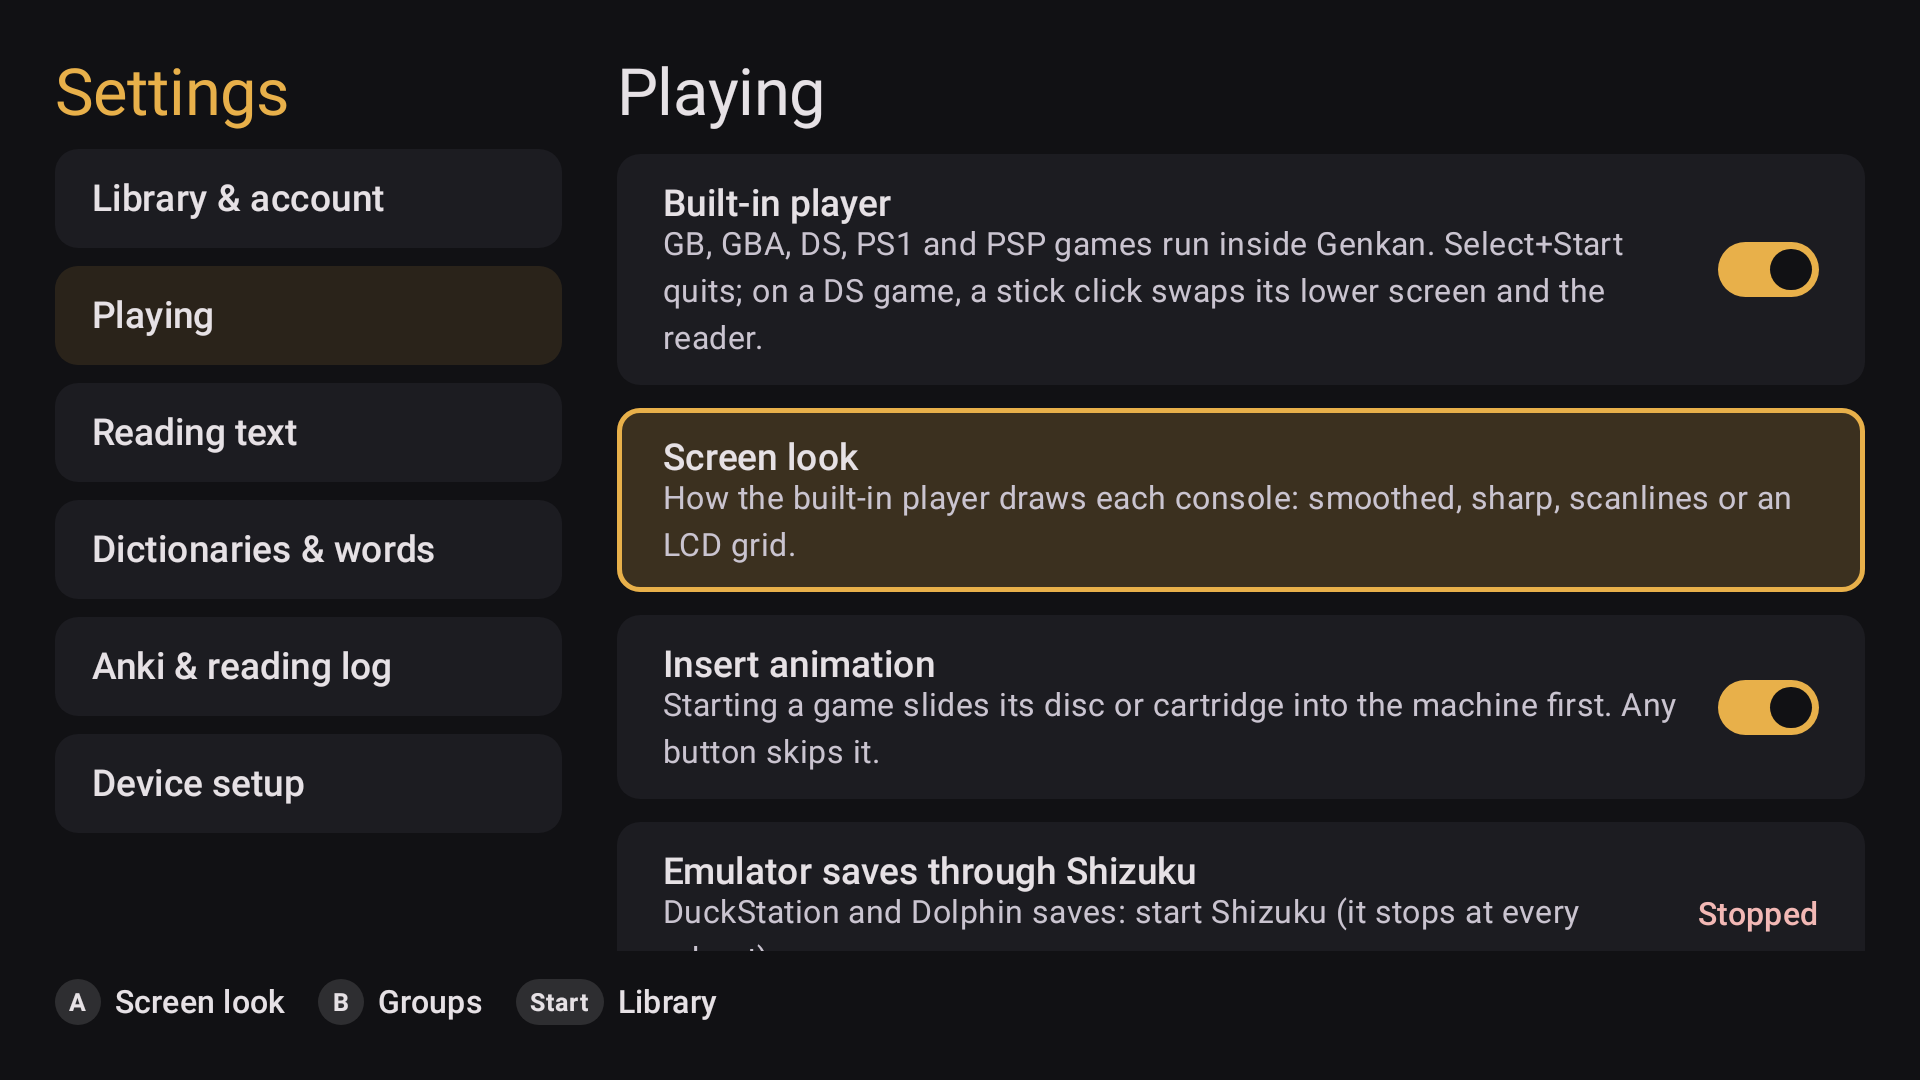 Settings
Library & account
Playing
Reading text
Dictionaries & words
Anki & reading log
Device setup
Playing
Built-in player
GB, GBA, DS, PS1 and PSP games run inside Genkan. Select+Start
quits; on a DS game, a stick click swaps its lower screen and the
reader.
Screen look
How the built-in player draws each console: smoothed, sharp, scanlines or an
LCD grid.
Insert animation
Starting a game slides its disc or cartridge into the machine first. Any
button skips it.
Emulator saves through Shizuku
DuckStation and Dolphin saves: start Shizuku (it stops at every
Stopped
A Screen look B Groups Start Library